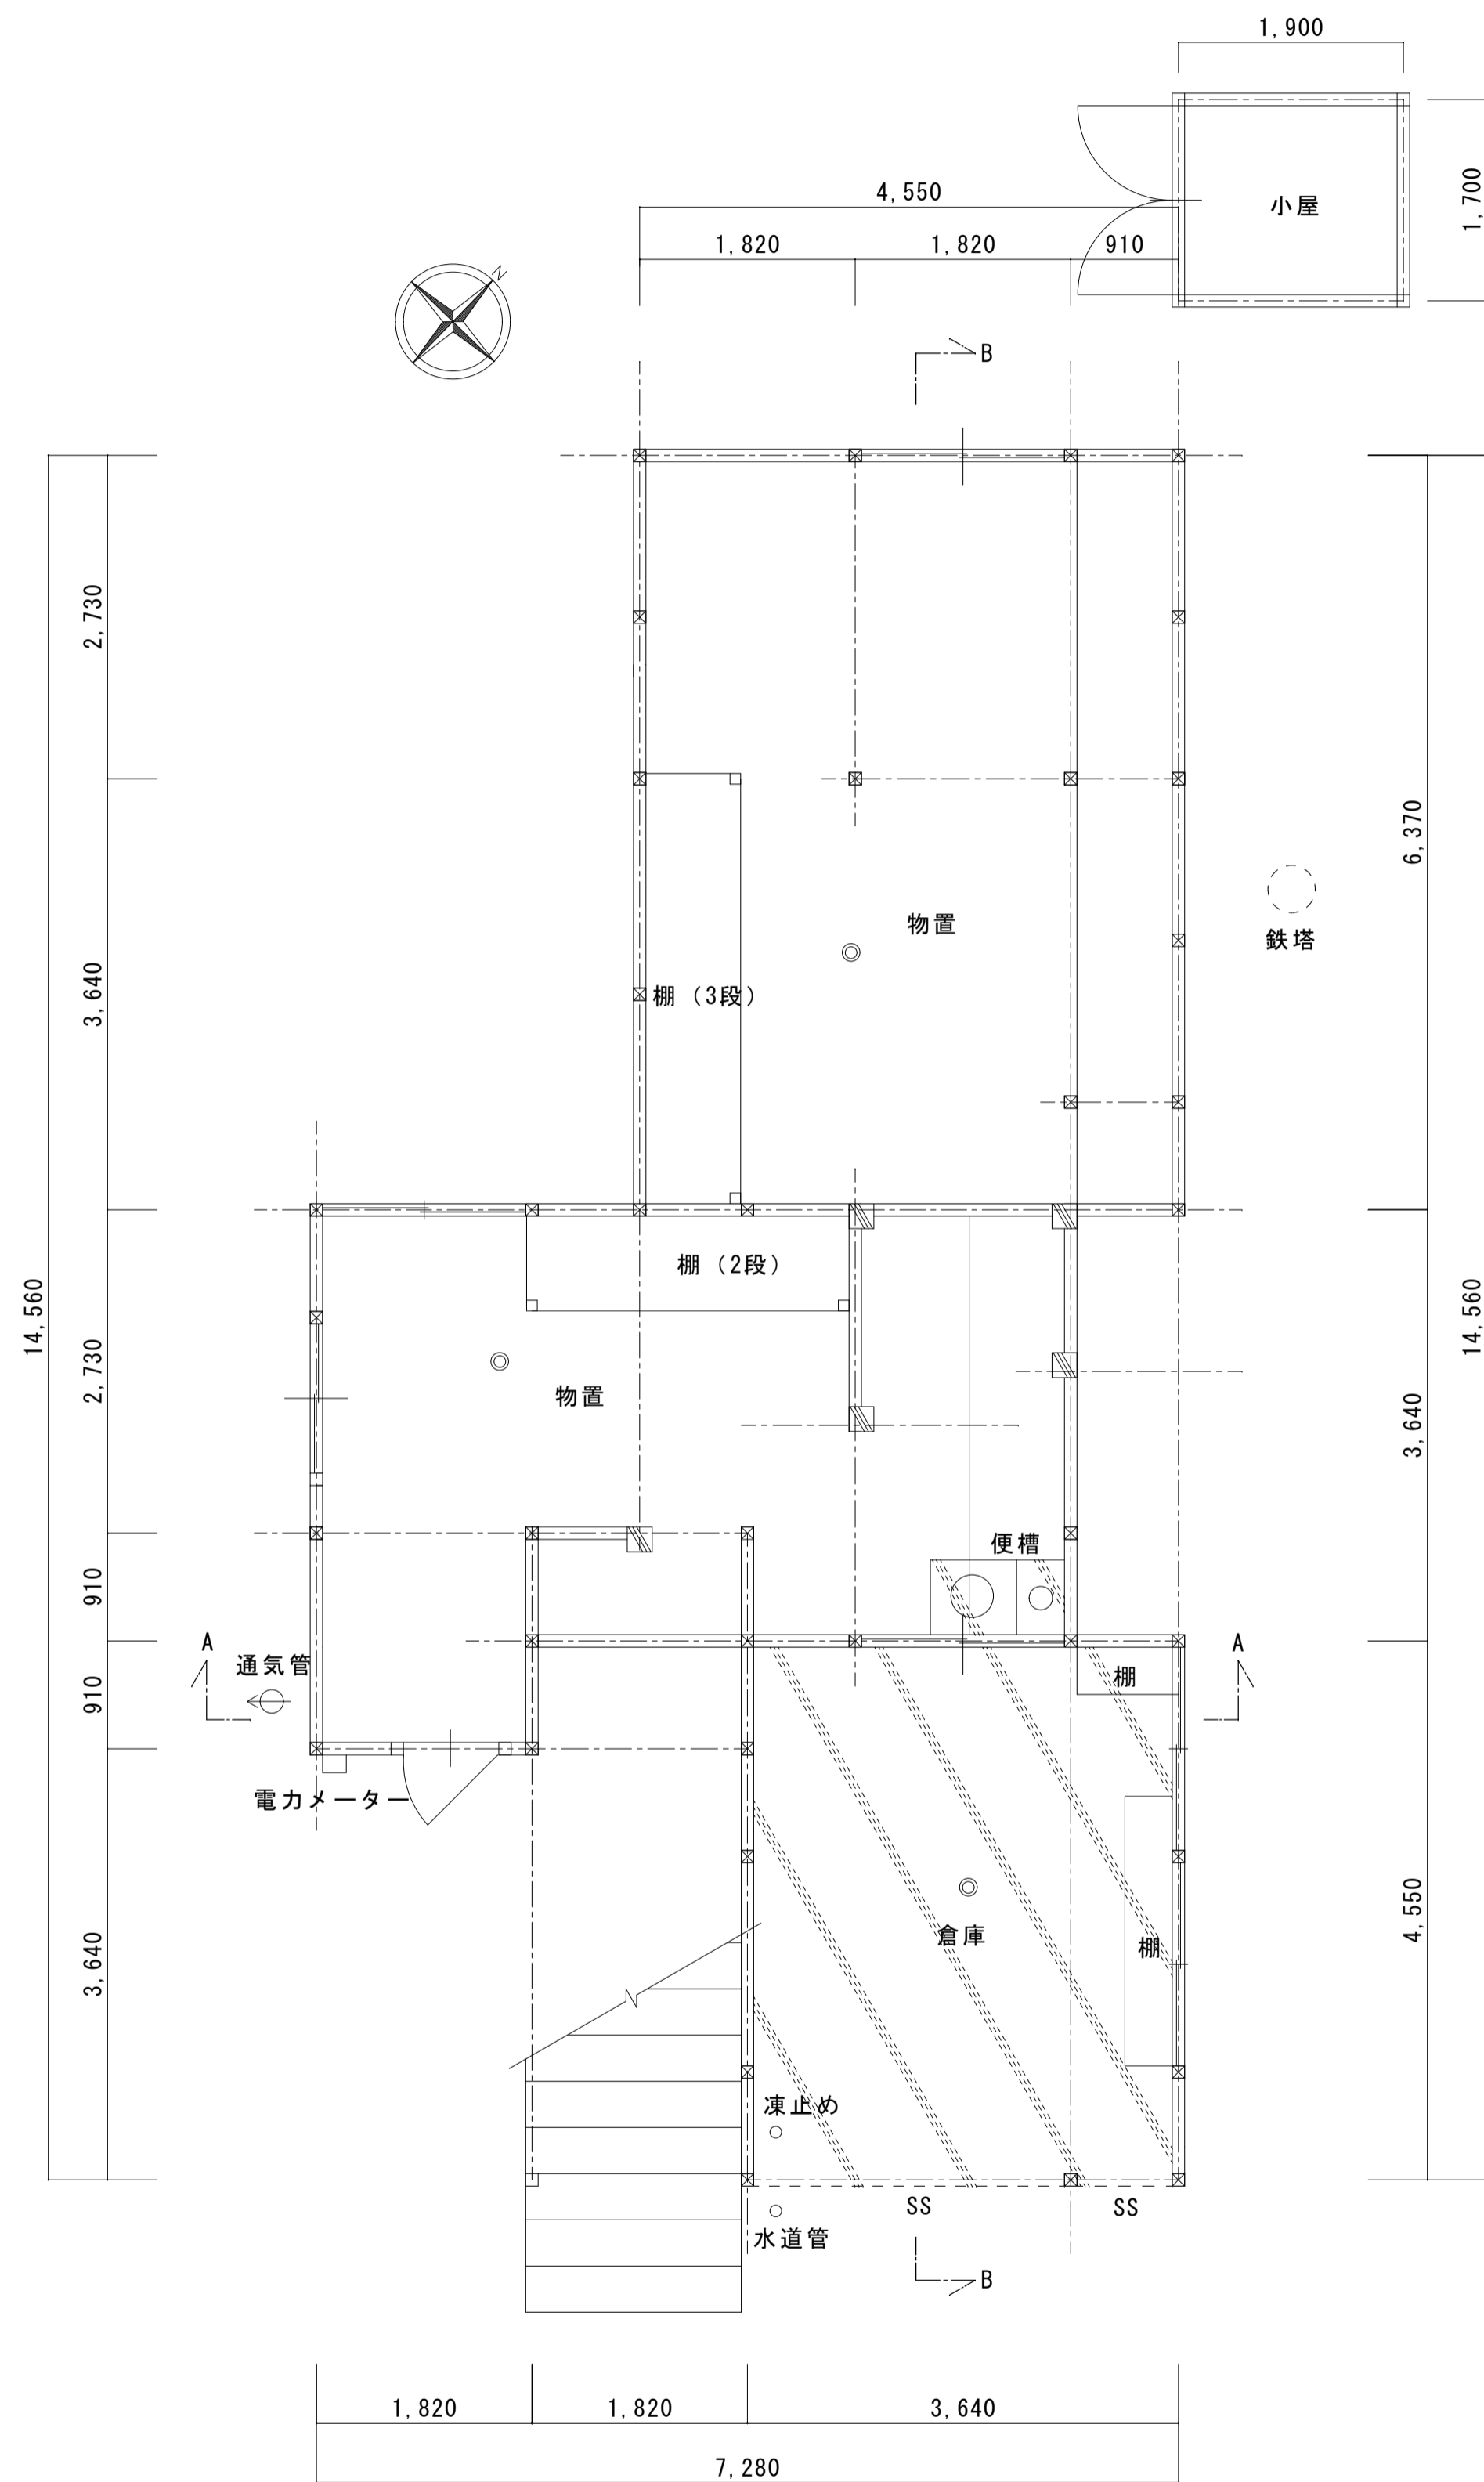 1,900
1,700
小屋
4,550
1,820
1,820
910
N
B
2,730
3,640
2,730
910
910
3,640
14,560
6,370
3,640
4,550
14,560
物置
鉄塔
棚（3段）
棚（2段）
物置
便槽
A
A
通気管
棚
電力メーター
倉庫
棚
凍止め
SS
SS
水道管
B
1,820
1,820
3,640
7,280